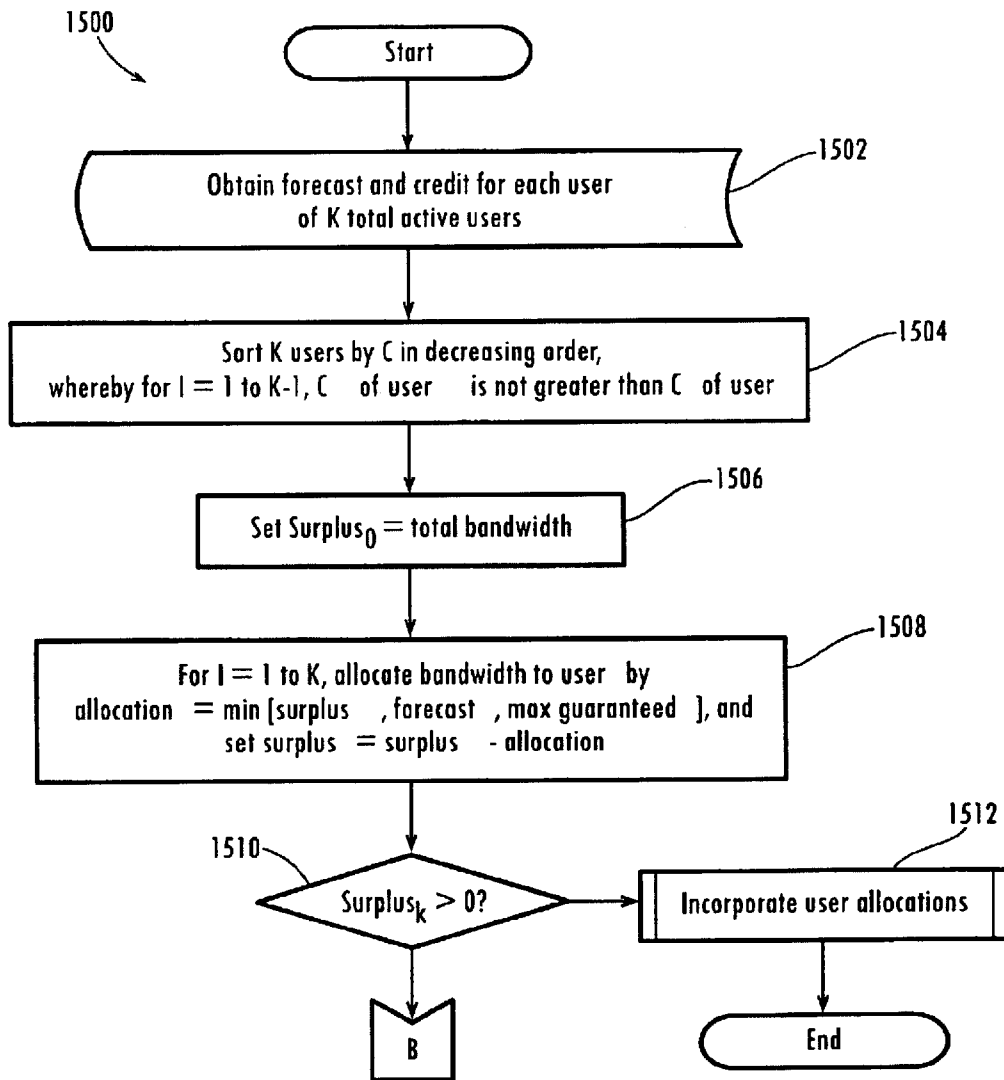 1500
Start
1502
Obtain forecast and credit for each user
of K total active users
1504
Sort K users by C in decreasing order,
whereby for I = 1 to K-1, C of user is not greater than C of user
1506
Set Surplus0 = total bandwidth
1508
For I = 1 to K, allocate bandwidth to user by
allocation = min [surplus , forecast , max guaranteed ], and
set surplus = surplus - allocation
1510
Surplusk > 0?
1512
Incorporate user allocations
B
End